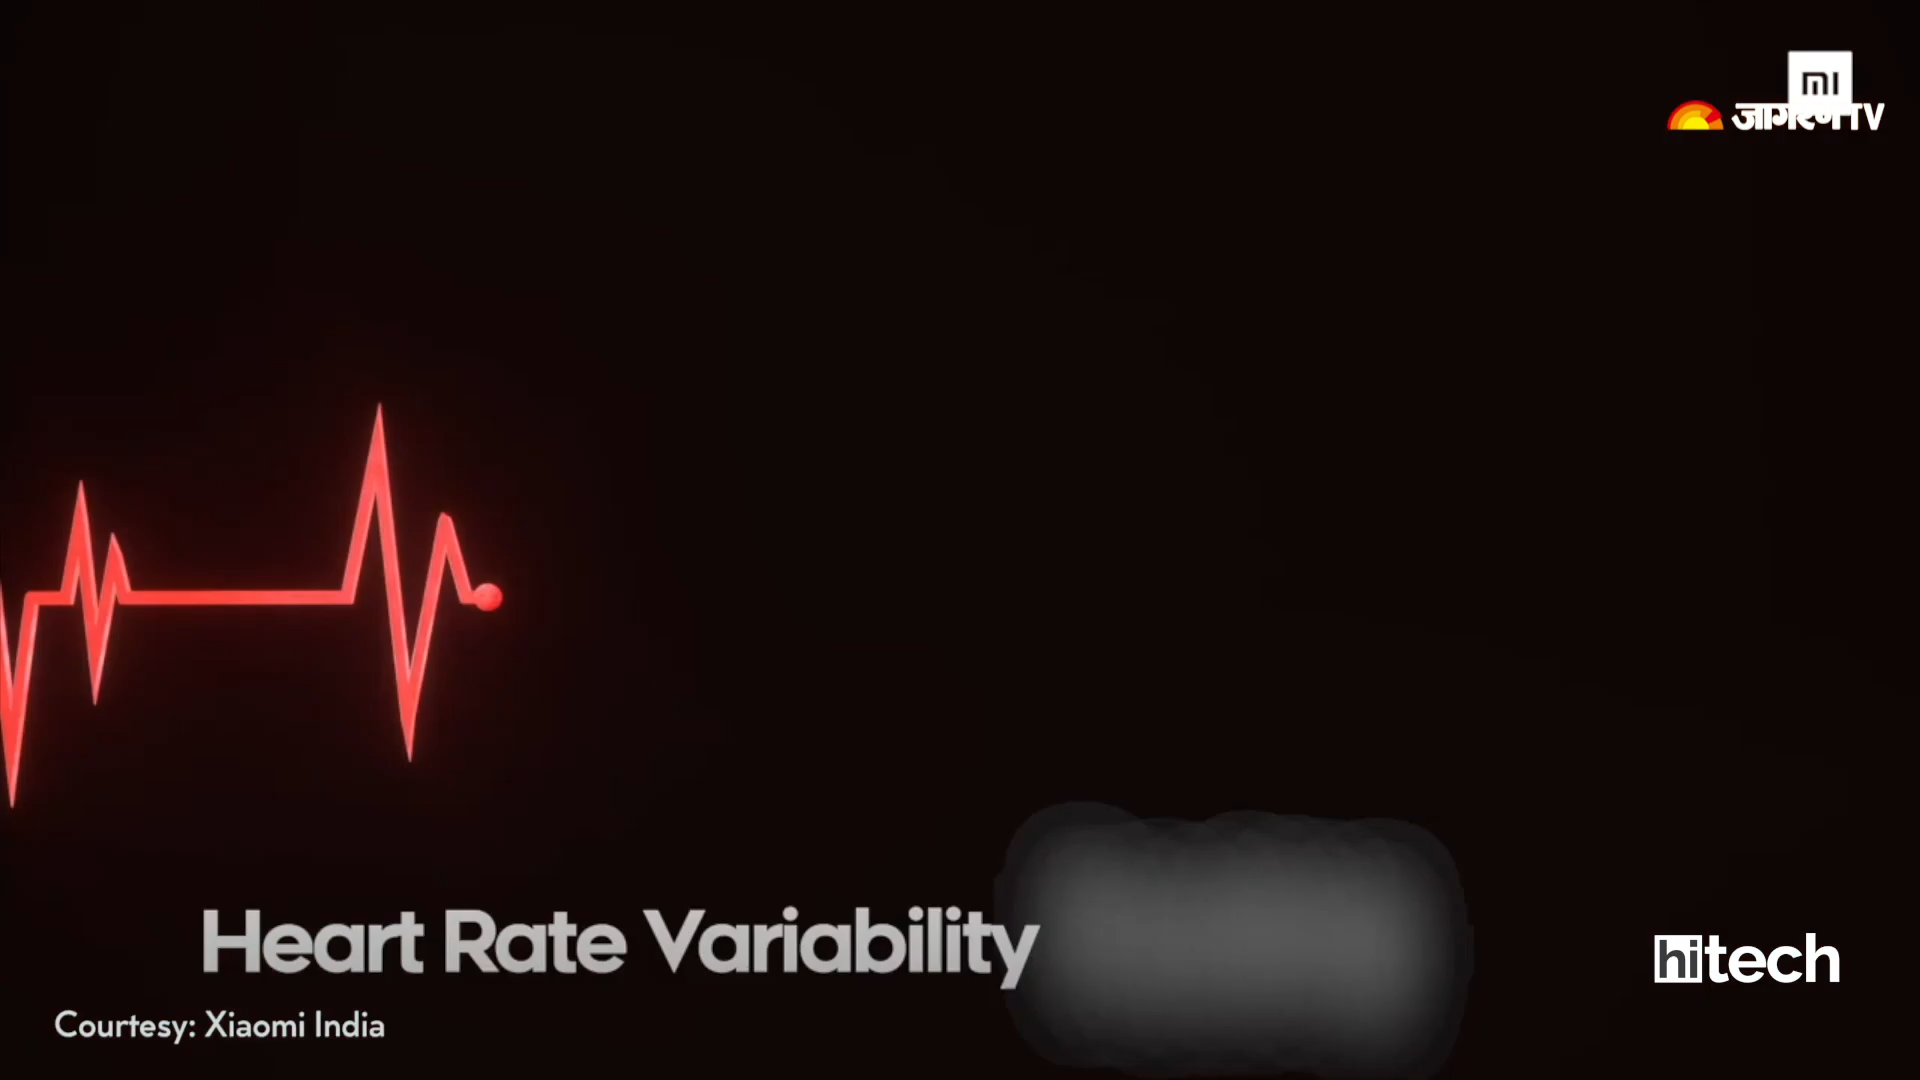 mi
जागरण TV
Heart Rate Variability
hitech
Courtesy: Xiaomi India